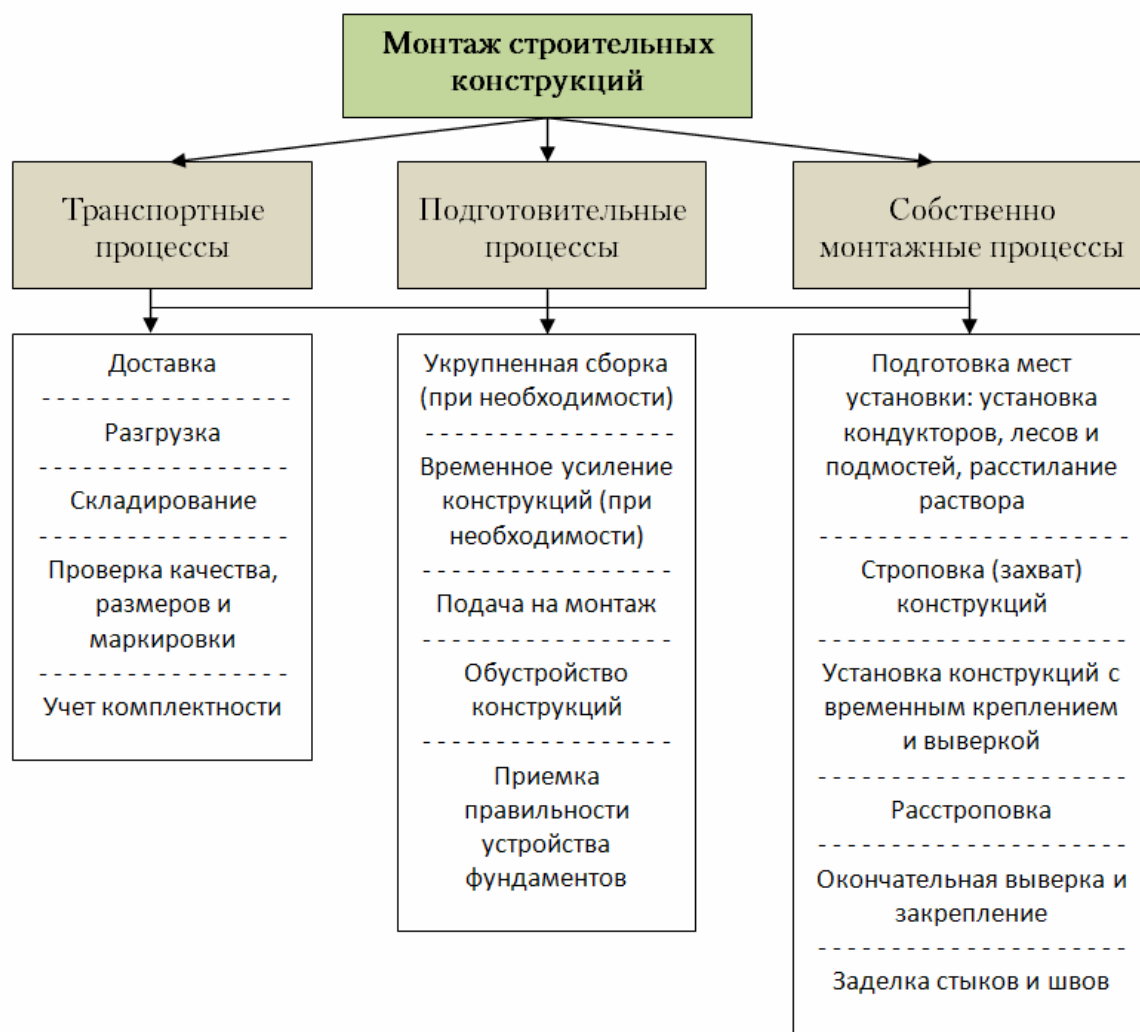 Монтаж строительных
конструкций
Транспортные
процессы
Подготовительные
процессы
Собственно
монтажные процессы
Доставка
Разгрузка
Складирование
Проверка качества,
размеров и
маркировки
Учет комплектности
Укрупненная сборка
(при необходимости)
Временное усиление
конструкций (при
необходимости)
Подача на монтаж
Обустройство
конструкций
Приемка
правильности
устройства
фундаментов
Подготовка мест
установки: установка
кондукторов, лесов и
подмостей, расстилание
раствора
Строповка (захват)
конструкций
Установка конструкций с
временным креплением
и выверкой
Расстроповка
Окончательная выверка и
закрепление
Заделка стыков и швов